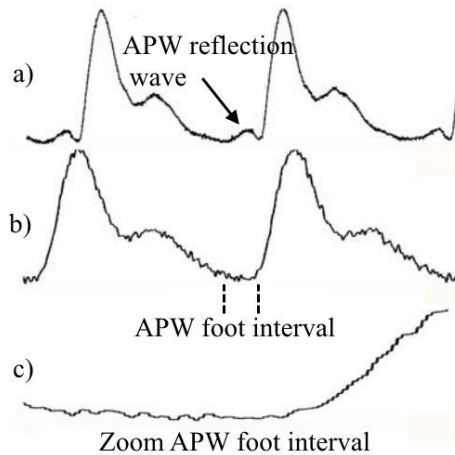 APW reflection
wave
a)
b)
APW foot interval
c)
Zoom APW foot interval